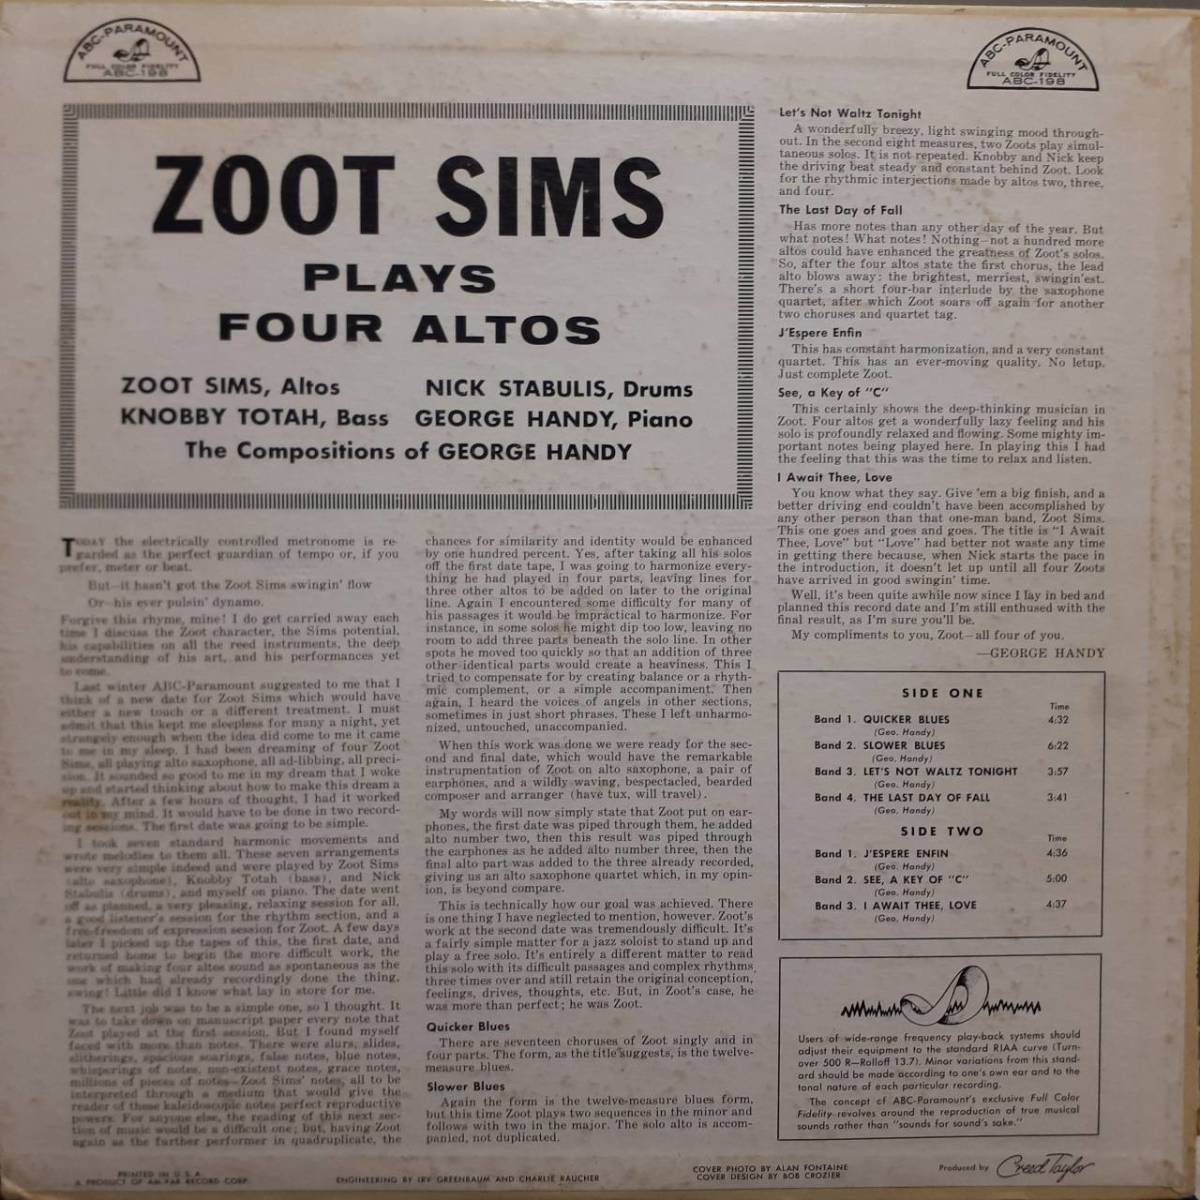 ABC-PARAMOUNT
FULL COLOR FIDELITY
ABC-198
ABC-PARAMOUNT
FULL COLOR FIDELITY
ABC-198
ZOOT SIMS
PLAYS
FOUR ALTOS
ZOOT SIMS, Altos
NICK STABULIS, Drums
KNOBBY TOTAH, Bass
GEORGE HANDY, Piano
The Compositions of GEORGE HANDY
TODAY the electrically controlled metronome is re-
garded as the perfect guardian of tempo or, if you
prefer, meter or beat.
But—it hasn't got the Zoot Sims swingin' flow
Or—his ever pulsin' dynamo.
Forgive this rhyme, mine! I do get carried away each
time I discuss the Zoot character, the Sims potential,
his capabilities on all the reed instruments, the deep
understanding of his art, and his performances yet
to come.
Last winter ABC-Paramount suggested to me that I
think of a new date for Zoot Sims which would have
either a new touch or a different treatment. I must
admit that this kept me sleepless for many a night, yet
strangely enough when the idea did come to me it came
to me in my sleep. I had been dreaming of four Zoot
Sims, all playing alto saxophone, all ad-libbing, all preci-
sion. It sounded so good to me in my dream that I woke
up and started thinking about how to make this dream a
reality. After a few hours of thought, I had it worked
out in my mind. It would have to be done in two record-
ing sessions. The first date was going to be simple.
I took seven standard harmonic movements and
wrote melodies to them all. These seven arrangements
were very simple indeed and were played by Zoot Sims
(alto saxophone), Knobby Totah (bass), and Nick
Stabulis (drums), and myself on piano. The date went
off as planned, a very pleasing, relaxing session for all,
a good listener's session for the rhythm section, and a
free-freedom of expression session for Zoot. A few days
later I picked up the tapes of this, the first date, and
returned home to begin the more difficult work, the
work of making four altos sound as spontaneous as the
one which had already recordingly done the thing,
swing! Little did I know what lay in store for me.
The next job was to be a simple one, so I thought. It
was to take down on manuscript paper every note that
Zoot played at the first session. But I found myself
faced with more than notes. There were slurs, slides,
slitherings, spacious soarings, false notes, blue notes,
whisperings of notes, non-existent notes, grace notes,
millions of pieces of notes—Zoot Sims' notes, all to be
interpreted through a medium that would give the
reader of these kaleidoscopic notes perfect reproductive
powers. For anyone else, the reading of this next sec-
tion of music would be a difficult one; but, having Zoot
again as the further performer in quadruplicate, the
chances for similarity and identity would be enhanced
by one hundred percent. Yes, after taking all his solos
off the first date tape, I was going to harmonize every-
thing he had played in four parts, leaving lines for
three other altos to be added on later to the original
line. Again I encountered some difficulty for many of
his passages it would be impractical to harmonize. For
instance, in some solos he might dip too low, leaving no
room to add three parts beneath the solo line. In other
spots he moved too quickly so that an addition of three
other identical parts would create a heaviness. This I
tried to compensate for by creating balance or a rhyth-
mic complement, or a simple accompaniment. Then
again, I heard the voices of angels in other sections,
sometimes in just short phrases. These I left unharmo-
nized, untouched, unaccompanied.
When this work was done we were ready for the sec-
ond and final date, which would have the remarkable
instrumentation of Zoot on alto saxophone, a pair of
earphones, and a wildly waving, bespectacled, bearded
composer and arranger (have tux, will travel).
My words will now simply state that Zoot put on ear-
phones, the first date was piped through them, he added
alto number two, then this result was piped through
the earphones as he added alto number three, then the
final alto part was added to the three already recorded,
giving us an alto saxophone quartet which, in my opin-
ion, is beyond compare.
This is technically how our goal was achieved. There
is one thing I have neglected to mention, however. Zoot's
work at the second date was tremendously difficult. It's
a fairly simple matter for a jazz soloist to stand up and
play a free solo. It's entirely a different matter to read
this solo with its difficult passages and complex rhythms,
three times over and still retain the original conception,
feelings, drives, thoughts, etc. But, in Zoot's case, he
was more than perfect; he was Zoot.
Quicker Blues
There are seventeen choruses of Zoot singly and in
four parts. The form, as the title suggests, is the twelve-
measure blues.
Slower Blues
Again the form is the twelve-measure blues form,
but this time Zoot plays two sequences in the minor and
follows with two in the major. The solo alto is accom-
panied, not duplicated.
Let's Not Waltz Tonight
A wonderfully breezy, light swinging mood through-
out. In the second eight measures, two Zoots play simul-
taneous solos. It is not repeated. Knobby and Nick keep
the driving beat steady and constant behind Zoot. Look
for the rhythmic interjections made by altos two, three,
and four.
The Last Day of Fall
Has more notes than any other day of the year. But
what notes! What notes! Nothing—not a hundred more
altos could have enhanced the greatness of Zoot's solos.
So, after the four altos state the first chorus, the lead
alto blows away: the brightest, merriest, swingin'est.
There's a short four-bar interlude by the saxophone
quartet, after which Zoot soars off again for another
two choruses and quartet tag.
J'Espere Enfin
This has constant harmonization, and a very constant
quartet. This has an ever-moving quality. No letup.
Just complete Zoot.
See, a Key of "C"
This certainly shows the deep-thinking musician in
Zoot. Four altos get a wonderfully lazy feeling and his
solo is profoundly relaxed and flowing. Some mighty im-
portant notes being played here. In playing this I had
the feeling that this was the time to relax and listen.
I Await Thee, Love
You know what they say. Give 'em a big finish, and a
better driving end couldn't have been accomplished by
any other person than that one-man band, Zoot Sims.
This one goes and goes and goes. The title is "I Await
Thee, Love" but "Love" had better not waste any time
in getting there because, when Nick starts the pace in
the introduction, it doesn't let up until all four Zoots
have arrived in good swingin' time.
Well, it's been quite awhile now since I lay in bed and
planned this record date and I'm still enthused with the
final result, as I'm sure you'll be.
My compliments to you, Zoot—all four of you.
—GEORGE HANDY
SIDE ONE
Time
Band 1. QUICKER BLUES 4:32
(Geo. Handy)
Band 2. SLOWER BLUES 6:22
(Geo. Handy)
Band 3. LET'S NOT WALTZ TONIGHT 3:57
(Geo. Handy)
Band 4. THE LAST DAY OF FALL 3:41
(Geo. Handy)
SIDE TWO
Time
Band 1. J'ESPERE ENFIN 4:36
(Geo. Handy)
Band 2. SEE, A KEY OF "C" 5:00
(Geo. Handy)
Band 3. I AWAIT THEE, LOVE 4:37
(Geo. Handy)
Users of wide-range frequency play-back systems should
adjust their equipment to the standard RIAA curve (Turn-
over 500 R—Rolloff 13.7). Minor variations from this stand-
ard should be made according to one's own ear and to the
tonal nature of each particular recording.
The concept of ABC-Paramount's exclusive Full Color
Fidelity revolves around the reproduction of true musical
sounds rather than "sounds for sound's sake."
PRINTED IN U.S.A.
A PRODUCT OF AM-PAR RECORD CORP.
ENGINEERING BY IRV GREENBAUM AND CHARLIE RAUCHER
COVER PHOTO BY ALAN FONTAINE
COVER DESIGN BY BOB CROZIER
Produced by Creed Taylor